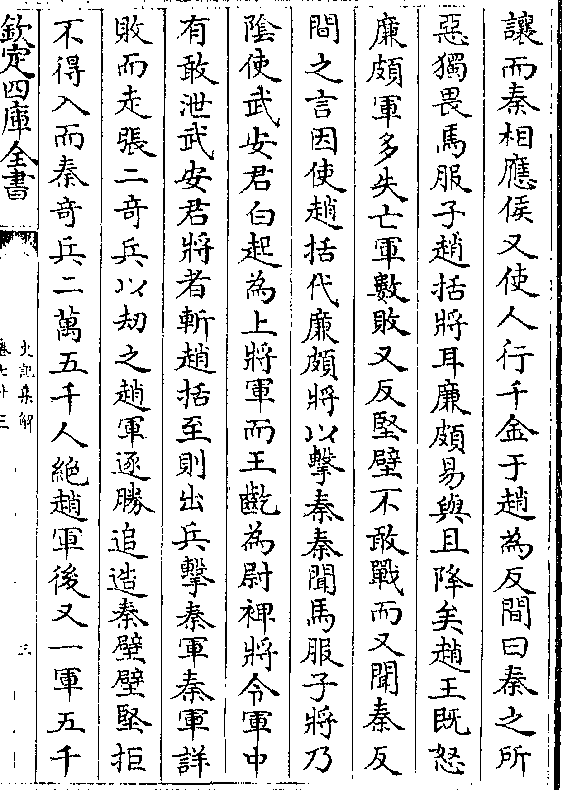 讓而秦相應侯又使人行千金于趙為反間曰秦之所
惡獨畏馬服子趙括將耳廉頗易與且降矣趙王既怒
廉頗軍多失亡軍數敗又反堅壁不敢戰而又聞秦反
間之言因使趙括代廉頗將以擊秦秦聞馬服子將乃
陰使武安君白起為上將軍而王齕為尉裨將令軍中
有敢泄武安君將者斬趙括至則出兵擊秦軍秦軍詳
敗而走張二奇兵以刼之趙軍逐勝追造秦壁壁堅拒
不得入而秦竒兵二萬五千人絶趙軍後又一軍五千
欽定四庫全書
史記集解
卷七十三
三